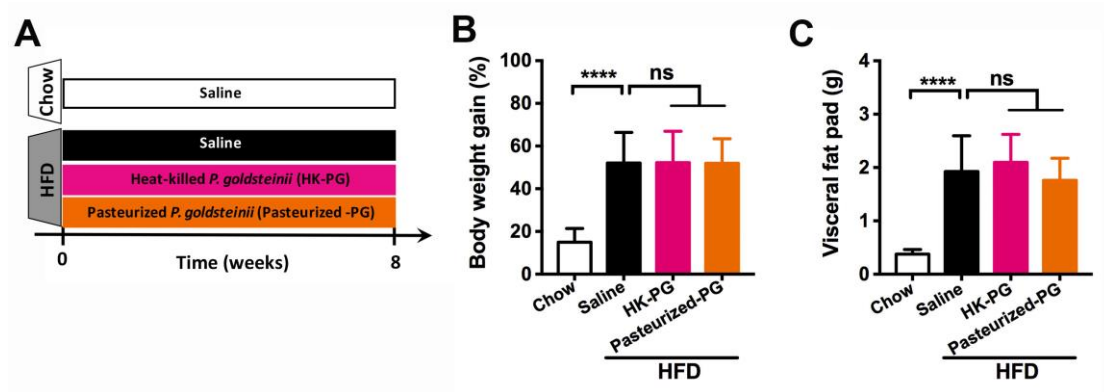 A
Chow
Saline
HFD
Saline
Heat-killed P. goldsteinii (HK-PG)
Pasteurized P. goldsteinii (Pasteurized -PG)
0
Time (weeks)
8
B
Body weight gain (%)
100
80
60
40
20
0
****
ns
Chow
Saline
HK-PG
Pasteurized-PG
HFD
C
Visceral fat pad (g)
4
3
2
1
0
****
ns
Chow
Saline
HK-PG
Pasteurized-PG
HFD